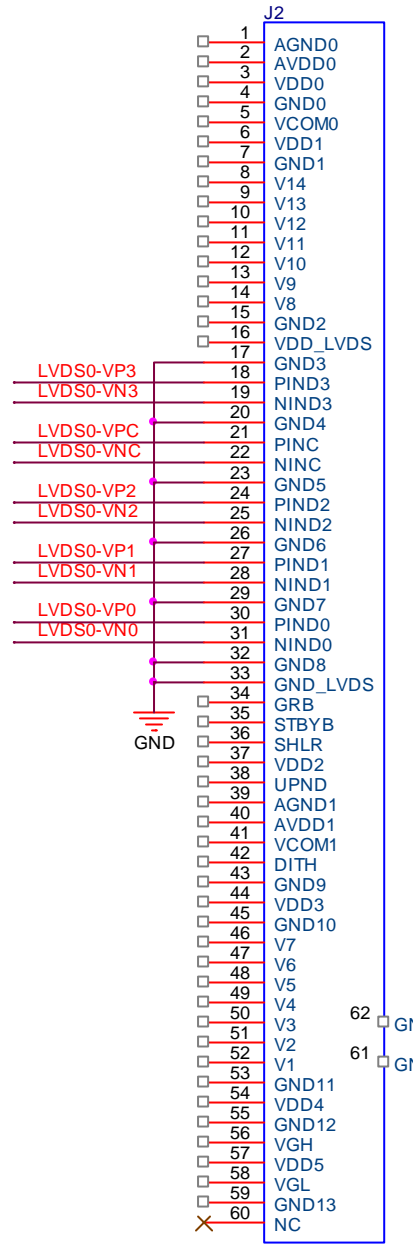 J2
1 AGND0
2 AVDD0
3 VDD0
4 GND0
5 VCOM0
6 VDD1
7 GND1
8 V14
9 V13
10 V12
11 V11
12 V10
13 V9
14 V8
15 GND2
16 VDD_LVDS
17 GND3
LVDS0-VP3 18 PIND3
LVDS0-VN3 19 NIND3
20 GND4
LVDS0-VPC 21 PINC
LVDS0-VNC 22 NINC
23 GND5
LVDS0-VP2 24 PIND2
LVDS0-VN2 25 NIND2
26 GND6
LVDS0-VP1 27 PIND1
LVDS0-VN1 28 NIND1
29 GND7
LVDS0-VP0 30 PIND0
LVDS0-VN0 31 NIND0
32 GND8
33 GND_LVDS
34 GRB
35 STBYB
GND 36 SHLR
37 VDD2
38 UPND
39 AGND1
40 AVDD1
41 VCOM1
42 DITH
43 GND9
44 VDD3
45 GND10
46 V7
47 V6
48 V5
49 V4
50 V3 62
51 V2
52 V1 61
53 GND11
54 VDD4
55 GND12
56 VGH
57 VDD5
58 VGL
59 GND13
60 NC